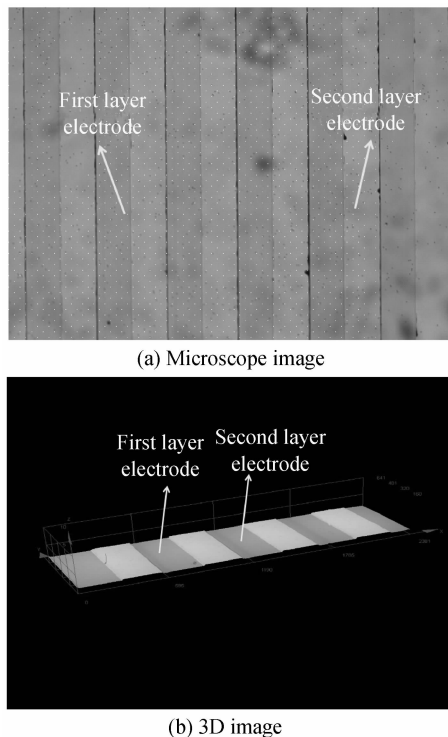 First layer
electrode
Second layer
electrode
(a) Microscope image
First layer
electrode
Second layer
electrode
(b) 3D image